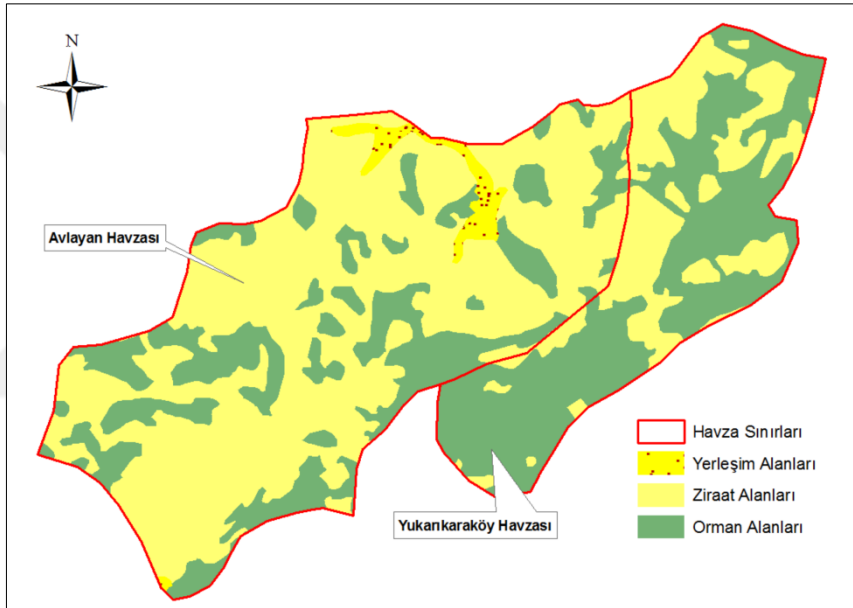 N
Avlayan Havzası
Yukarıkaraköy Havzası
Havza Sınırları
Yerleşim Alanları
Ziraat Alanları
Orman Alanları